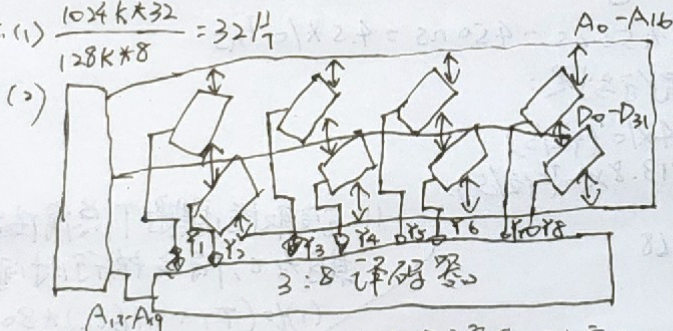 (1) 1024K*32 / 128K*8 = 32片
A0-A16
(2)
D0-D31
Y1 Y2 Y3 Y4 Y5 Y6 Y7 Y8
3:8 译码器
A17-A19